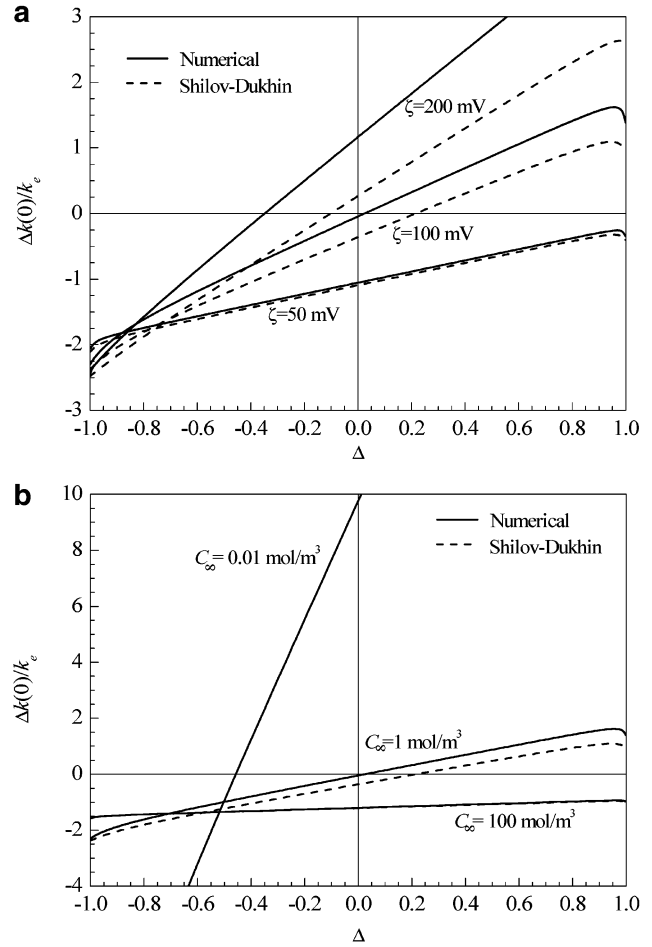 a
3
Numerical
Shilov-Dukhin
2
ζ=200 mV
1
Δk(0)/kₑ
0
ζ=100 mV
-1
ζ=50 mV
-2
-3
-1.0 -0.8 -0.6 -0.4 -0.2 0.0 0.2 0.4 0.6 0.8 1.0
Δ
b
10
Numerical
Shilov-Dukhin
8
C∞= 0.01 mol/m³
6
4
Δk(0)/kₑ
2
C∞=1 mol/m³
0
C∞= 100 mol/m³
-2
-4
-1.0 -0.8 -0.6 -0.4 -0.2 0.0 0.2 0.4 0.6 0.8 1.0
Δ